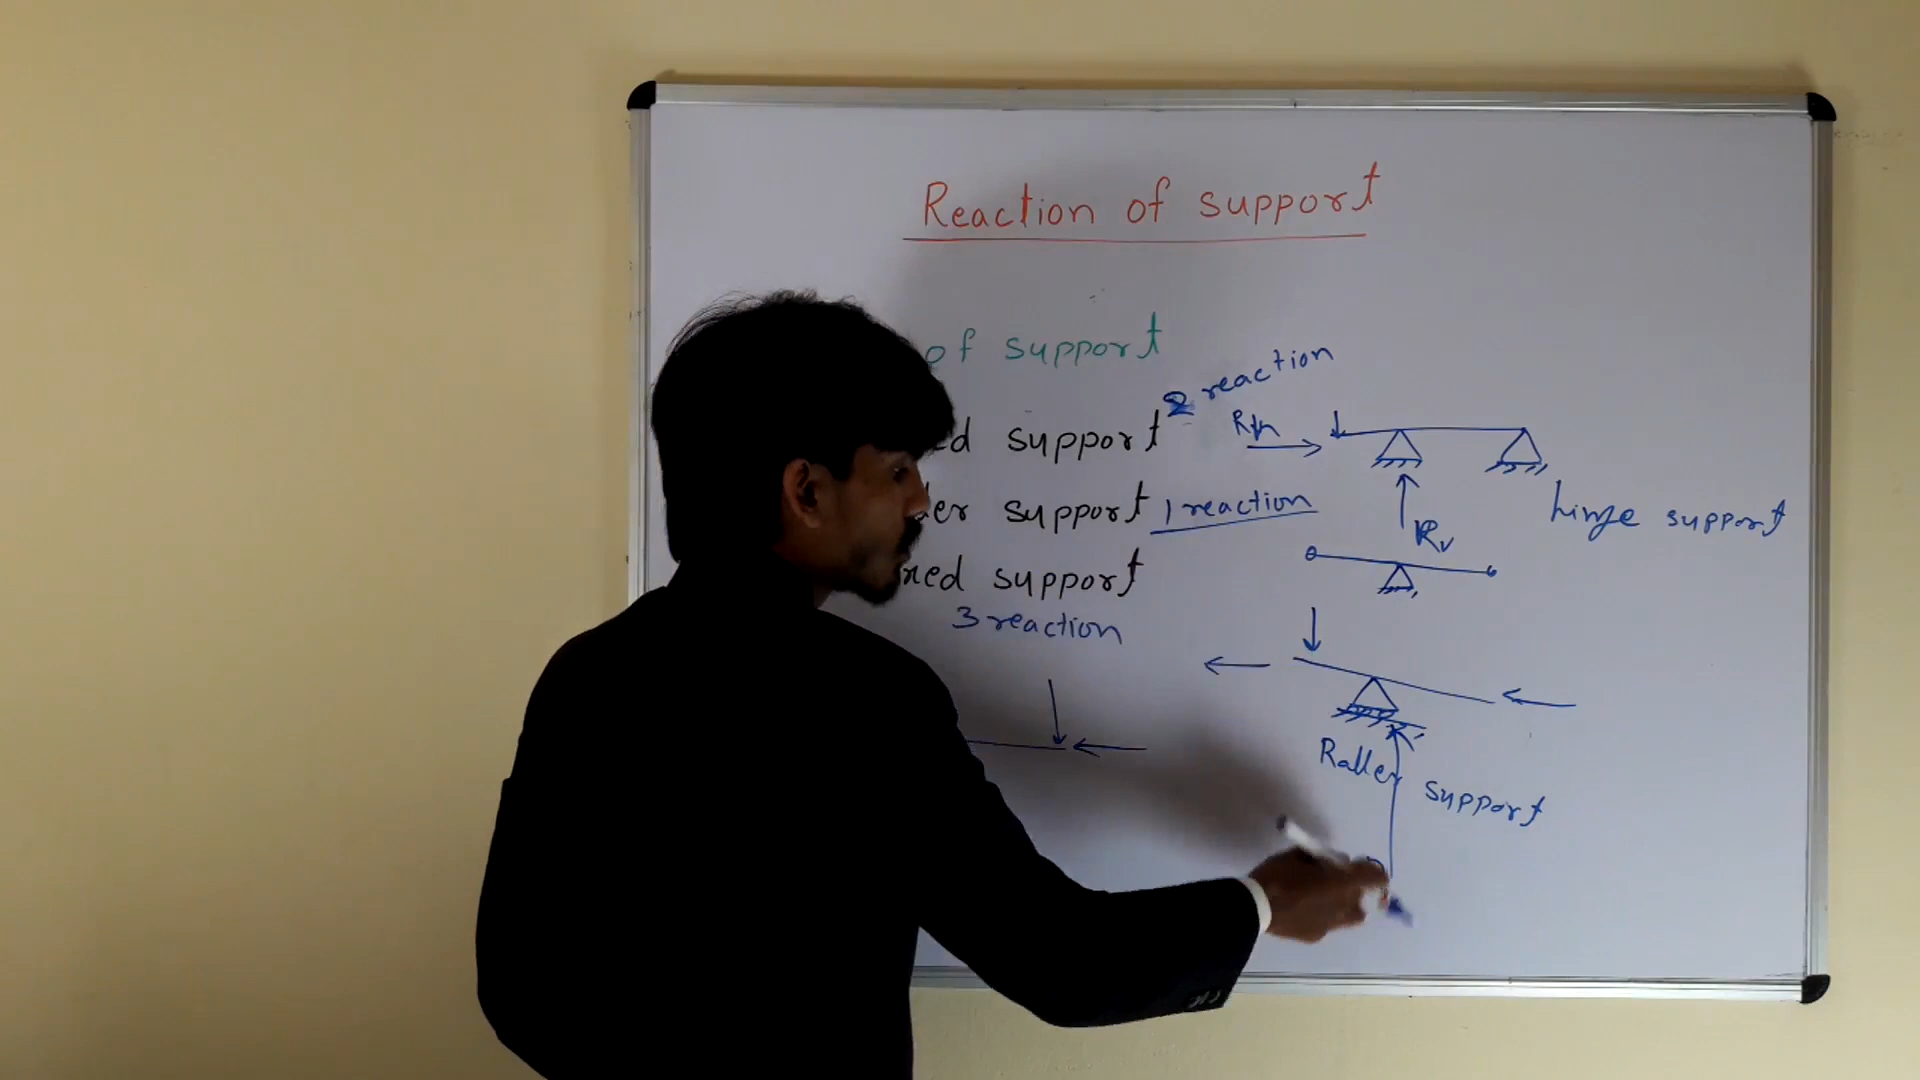 Reaction of support
of support
2 reaction
support
Rh
support 1 reaction
hinge support
Rv
support
3 reaction
Raller support